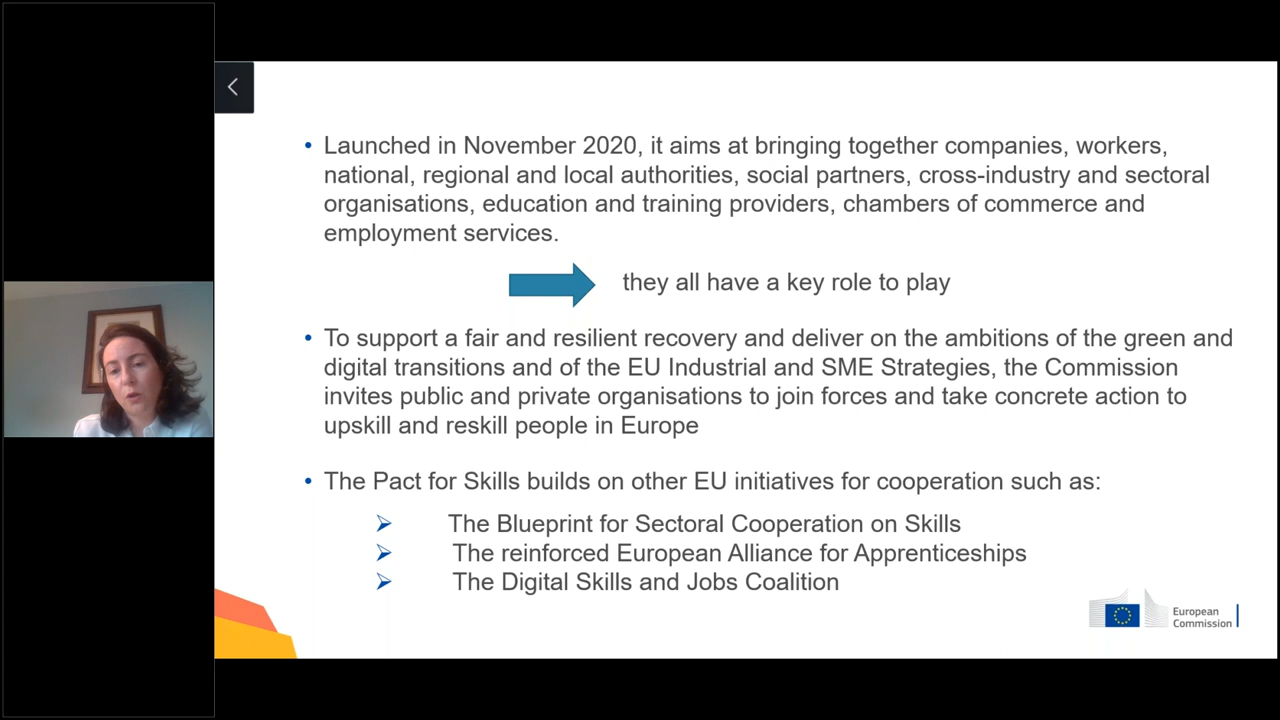 • Launched in November 2020, it aims at bringing together companies, workers,
national, regional and local authorities, social partners, cross-industry and sectoral
organisations, education and training providers, chambers of commerce and
employment services.
they all have a key role to play
• To support a fair and resilient recovery and deliver on the ambitions of the green and
digital transitions and of the EU Industrial and SME Strategies, the Commission
invites public and private organisations to join forces and take concrete action to
upskill and reskill people in Europe
• The Pact for Skills builds on other EU initiatives for cooperation such as:
➢ The Blueprint for Sectoral Cooperation on Skills
➢ The reinforced European Alliance for Apprenticeships
➢ The Digital Skills and Jobs Coalition
European
Commission